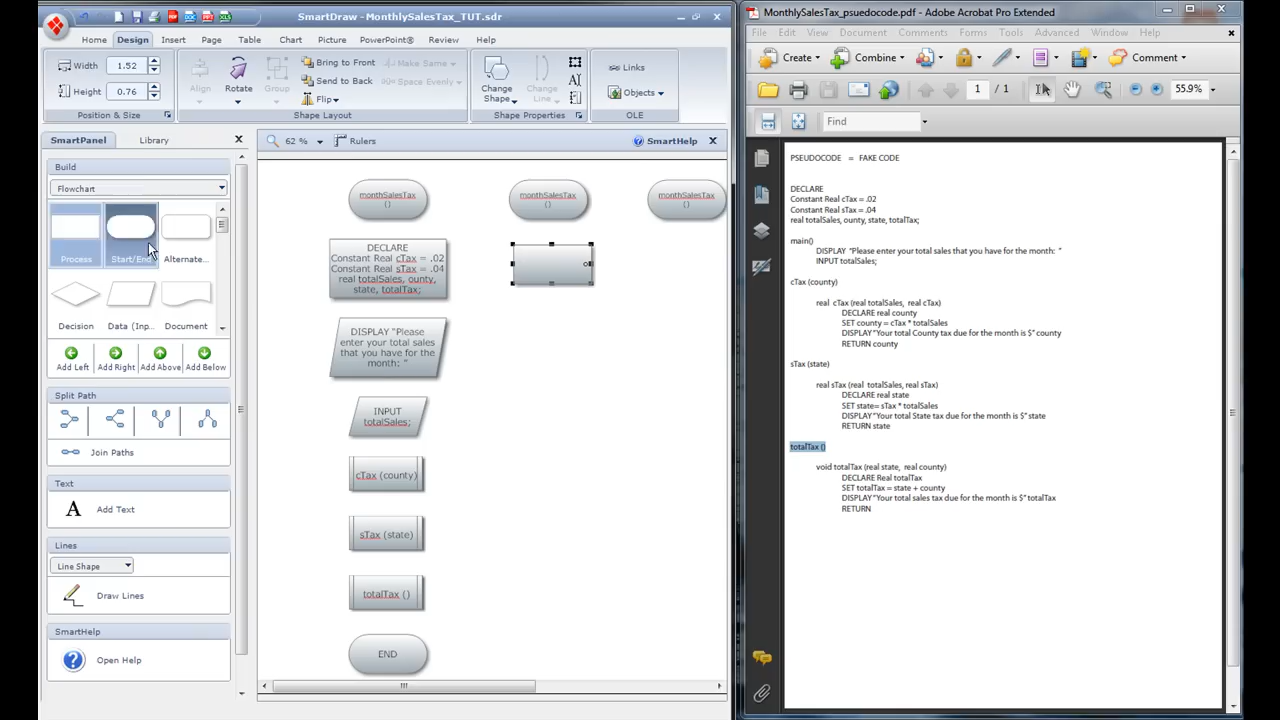 SmartDraw - MonthlySalesTax_TUT.sdr
Home Design Insert Page Table Chart Picture PowerPoint® Review Help
Width 1.52
Height 0.76
Position & Size
Align
Rotate
Group
Bring to Front
Send to Back
Flip
Make Same
Space Evenly
Shape Layout
Change Shape
Change Line
Shape Properties
Links
Objects
OLE
SmartPanel Library
62 % Rulers
SmartHelp X
Build
Flowchart
Process Start/End Alternate...
Decision Data (Inp... Document
Add Left Add Right Add Above Add Below
Split Path
Join Paths
Text
A Add Text
Lines
Line Shape
Draw Lines
SmartHelp
Open Help
monthSalesTax
()
monthSalesTax
()
monthSalesTax
()
DECLARE
Constant Real cTax = .02
Constant Real sTax = .04
real totalSales, ounty,
state, totalTax;
DISPLAY "Please
enter your total sales
that you have for the
month: "
INPUT
totalSales;
cTax (county)
sTax (state)
totalTax ()
END
MonthlySalesTax_psuedocode.pdf - Adobe Acrobat Pro Extended
File Edit View Document Comments Forms Tools Advanced Window Help
Create Combine Comment
1 / 1 55.9%
Find
PSEUDOCODE = FAKE CODE
DECLARE
Constant Real cTax = .02
Constant Real sTax = .04
real totalSales, ounty, state, totalTax;
main()
DISPLAY "Please enter your total sales that you have for the month: "
INPUT totalSales;
cTax (county)
real cTax (real totalSales, real cTax)
DECLARE real county
SET county = cTax * totalSales
DISPLAY "Your total County tax due for the month is $" county
RETURN county
sTax (state)
real sTax (real totalSales, real sTax)
DECLARE real state
SET state= sTax * totalSales
DISPLAY "Your total State tax due for the month is $" state
RETURN state
totalTax ()
void totalTax (real state, real county)
DECLARE Real totalTax
SET totalTax = state + county
DISPLAY "Your total sales tax due for the month is $" totalTax
RETURN